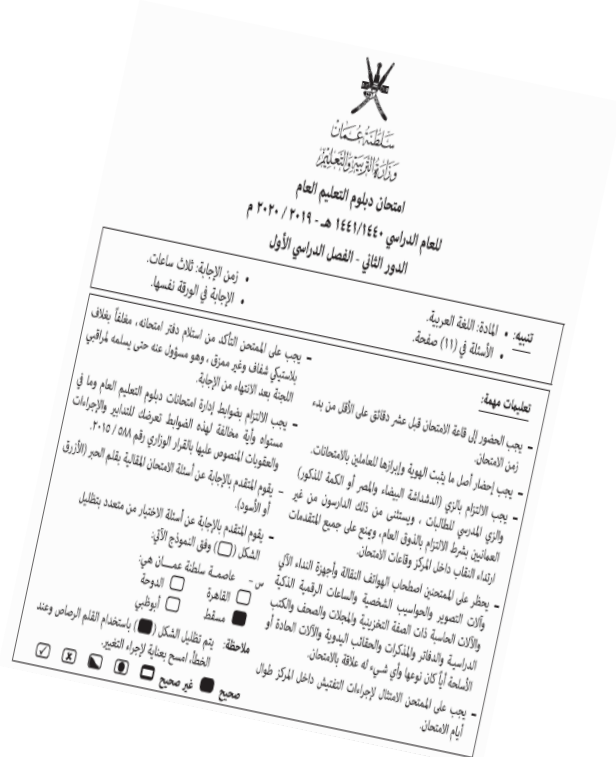 سلطنة عُمان
وزارة التربية والتعليم
امتحان دبلوم التعليم العام
للعام الدراسي ١٤٤١/١٤٤٠ هـ - ٢٠١٩ / ٢٠٢٠ م
الدور الثاني - الفصل الدراسي الأول
تنبيه: • المادة: اللغة العربية.
• الأسئلة في (١١) صفحة.
• زمن الإجابة: ثلاث ساعات.
• الإجابة في الورقة نفسها.
تعليمات مهمة:
– يجب الحضور إلى قاعة الامتحان قبل عشر دقائق على الأقل من بدء
زمن الامتحان.
– يجب إحضار أصل ما يثبت الهوية وإبرازها للعاملين بالامتحانات.
– يجب الالتزام بالزي (الدشداشة البيضاء والمصر أو الكمة للذكور)
والزي المدرسي للطالبات ، ويستثنى من ذلك الدارسون من غير
العمانيين بشرط الالتزام بالذوق العام، ويمنع على جميع المتقدمات
ارتداء النقاب داخل المركز وقاعات الامتحان.
– يحظر على الممتحنين اصطحاب الهواتف النقالة وأجهزة النداء الآلي
وآلات التصوير والحواسيب الشخصية والساعات الرقمية الذكية
والآلات الحاسبة ذات الصفة التخزينية والمجلات والصحف والكتب
الدراسية والدفاتر والمذكرات والحقائب اليدوية والآلات الحادة أو
الأسلحة أياً كان نوعها وأي شيء له علاقة بالامتحان.
– يجب على الممتحن الامتثال لإجراءات التفتيش داخل المركز طوال
أيام الامتحان.
– يجب على الممتحن التأكد من استلام دفتر امتحانه ، مغلفاً بغلاف
بلاستيكي شفاف وغير ممزق ، وهو مسؤول عنه حتى يسلمه لمراقبي
اللجنة بعد الانتهاء من الإجابة.
– يجب الالتزام بضوابط إدارة امتحانات دبلوم التعليم العام وما في
مستواه وأية مخالفة لهذه الضوابط تعرضك للتدابير والإجراءات
والعقوبات المنصوص عليها بالقرار الوزاري رقم ٥٨٨ / ٢٠١٥.
– يقوم المتقدم بالإجابة عن أسئلة الامتحان المقالية بقلم الحبر (الأزرق
أو الأسود).
– يقوم المتقدم بالإجابة عن أسئلة الاختيار من متعدد بتظليل
الشكل ( ) وفق النموذج الآتي:
س – عاصمة سلطنة عمان هي:
القاهرة الدوحة
مسقط أبوظبي
ملاحظة: يتم تظليل الشكل ( ) باستخدام القلم الرصاص وعند
الخطأ، امسح بعناية لإجراء التغيير.
صحيح غير صحيح